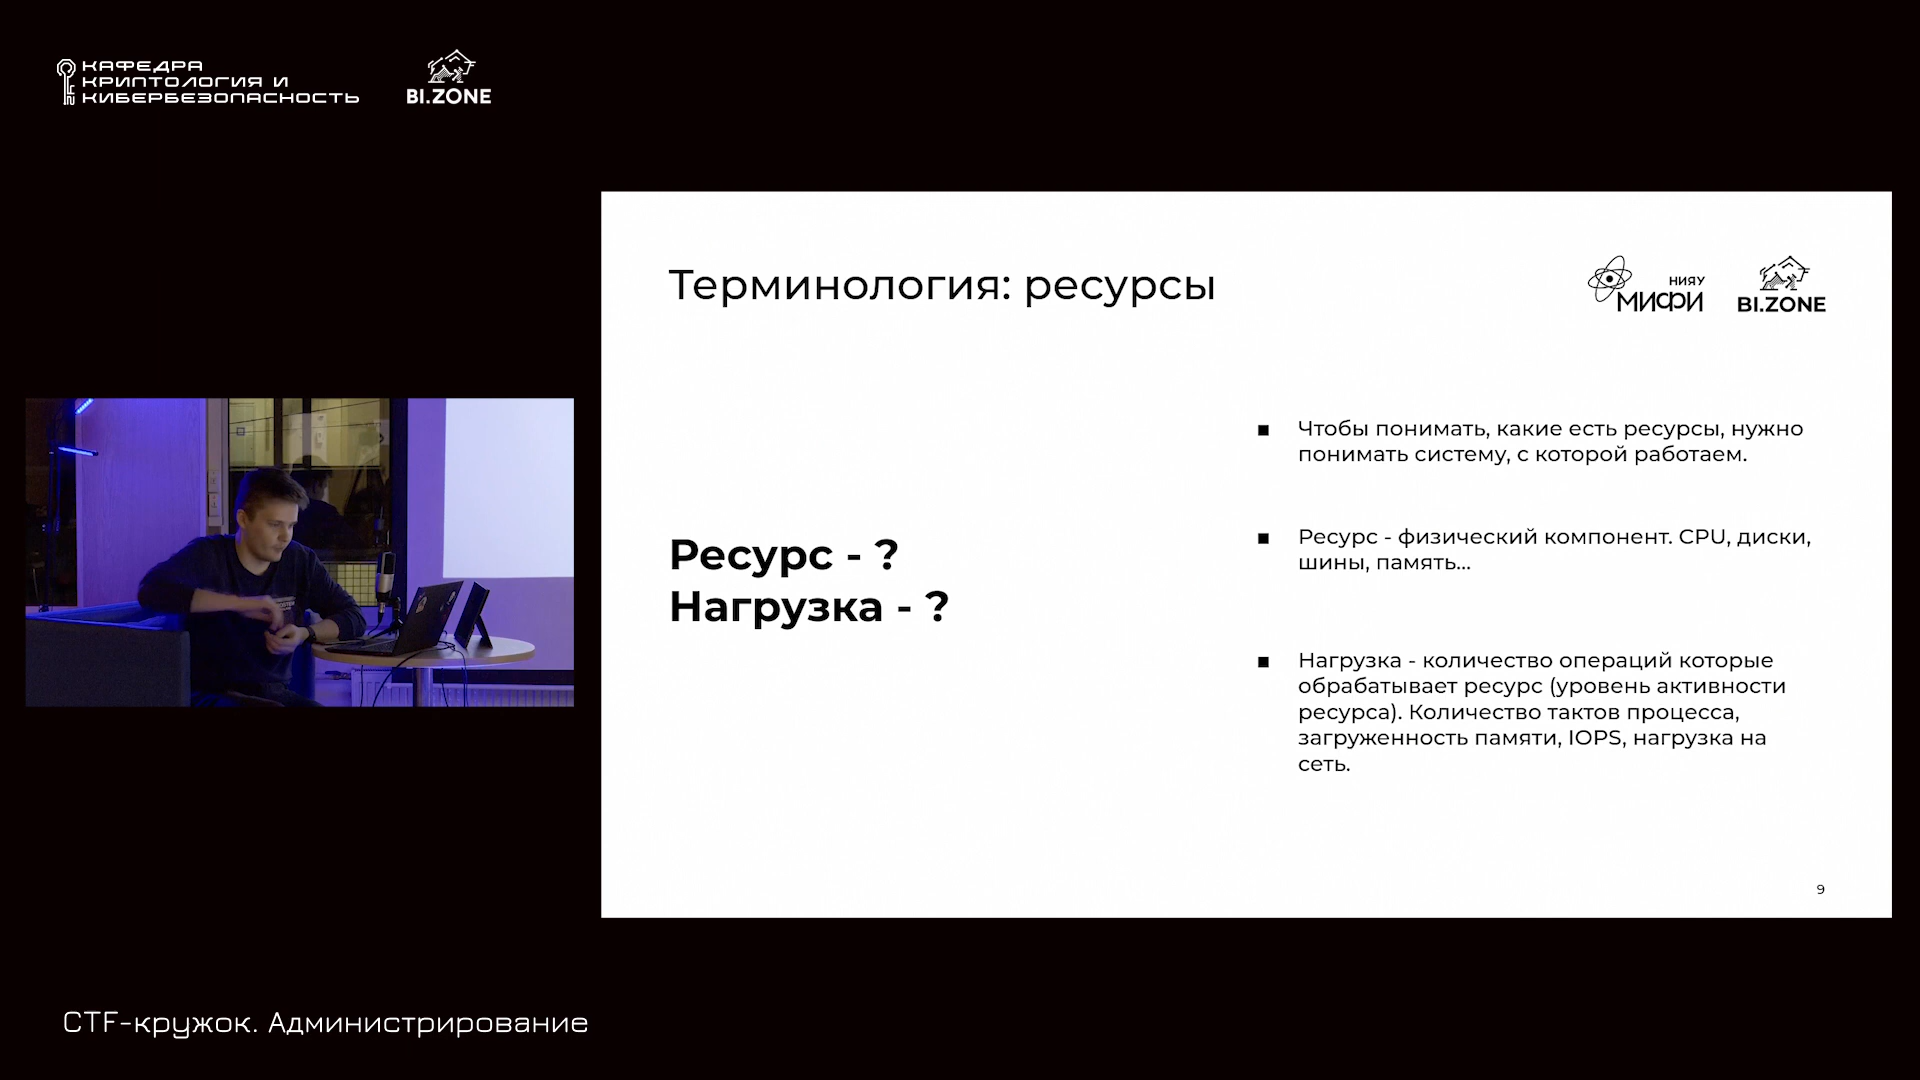 КАФЕДРА
КРИПТОЛОГИЯ И
КИБЕРБЕЗОПАСНОСТЬ
BI.ZONE
Терминология: ресурсы
НИЯУ
МИФИ
BI.ZONE
Ресурс - ?
Нагрузка - ?
■ Чтобы понимать, какие есть ресурсы, нужно
понимать систему, с которой работаем.
■ Ресурс - физический компонент. CPU, диски,
шины, память...
■ Нагрузка - количество операций которые
обрабатывает ресурс (уровень активности
ресурса). Количество тактов процесса,
загруженность памяти, IOPS, нагрузка на
сеть.
9
CTF-кружок. Администрирование